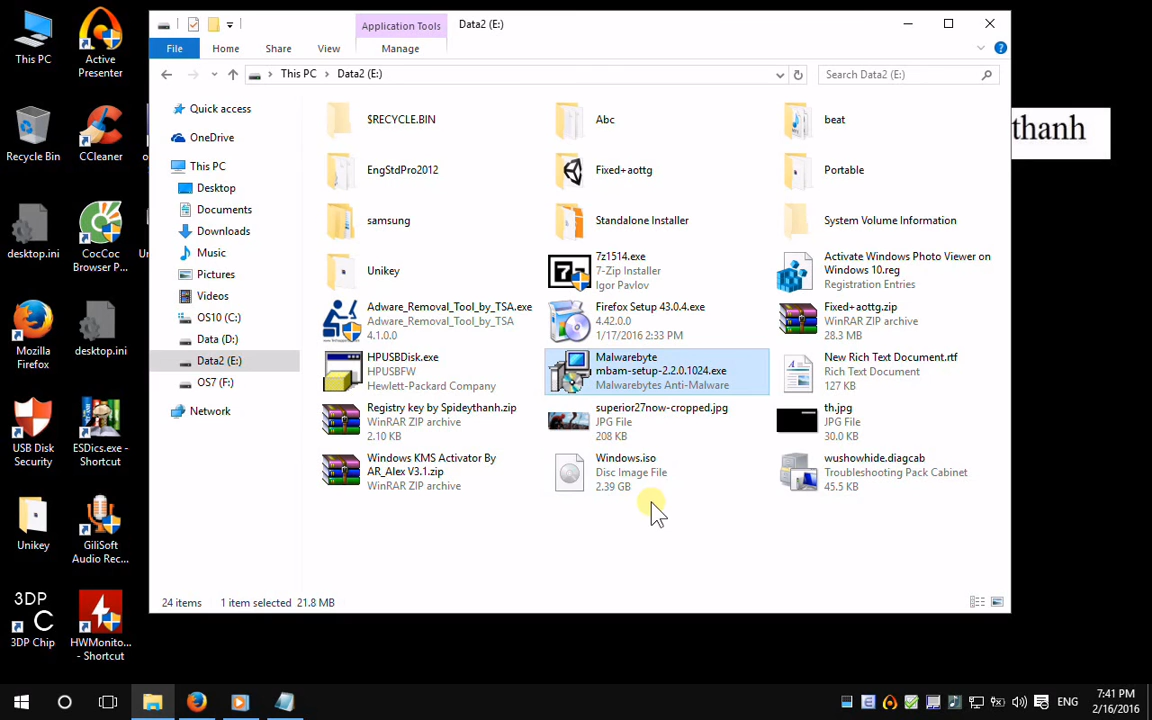 Application Tools
Data2 (E:)
File
Home
Share
View
Manage
This PC
Data2 (E:)
Search Data2 (E:)
Quick access
OneDrive
This PC
Desktop
Documents
Downloads
Music
Pictures
Videos
OS10 (C:)
Data (D:)
Data2 (E:)
OS7 (F:)
Network
$RECYCLE.BIN
Abc
beat
EngStdPro2012
Fixed+aottg
Portable
samsung
Standalone Installer
System Volume Information
Unikey
7z1514.exe
7-Zip Installer
Igor Pavlov
Activate Windows Photo Viewer on
Windows 10.reg
Registration Entries
Adware_Removal_Tool_by_TSA.exe
Adware_Removal_Tool_by_TSA
4.1.0.0
Firefox Setup 43.0.4.exe
4.42.0.0
1/17/2016 2:33 PM
Fixed+aottg.zip
WinRAR ZIP archive
28.3 MB
HPUSBDisk.exe
HPUSBFW
Hewlett-Packard Company
Malwarebyte
mbam-setup-2.2.0.1024.exe
Malwarebytes Anti-Malware
New Rich Text Document.rtf
Rich Text Document
127 KB
Registry key by Spideythanh.zip
WinRAR ZIP archive
2.10 KB
superior27now-cropped.jpg
JPG File
208 KB
th.jpg
JPG File
30.0 KB
Windows KMS Activator By
AR_Alex V3.1.zip
WinRAR ZIP archive
Windows.iso
Disc Image File
2.39 GB
wushowhide.diagcab
Troubleshooting Pack Cabinet
45.5 KB
24 items
1 item selected 21.8 MB
This PC
Active
Presenter
Recycle Bin
CCleaner
desktop.ini
CocCoc
Browser P...
Mozilla
Firefox
desktop.ini
USB Disk
Security
ESDics.exe -
Shortcut
Unikey
GiliSoft
Audio Rec...
3DP
C
3DP Chip
HWMonito...
- Shortcut
thanh
ENG
7:41 PM
2/16/2016